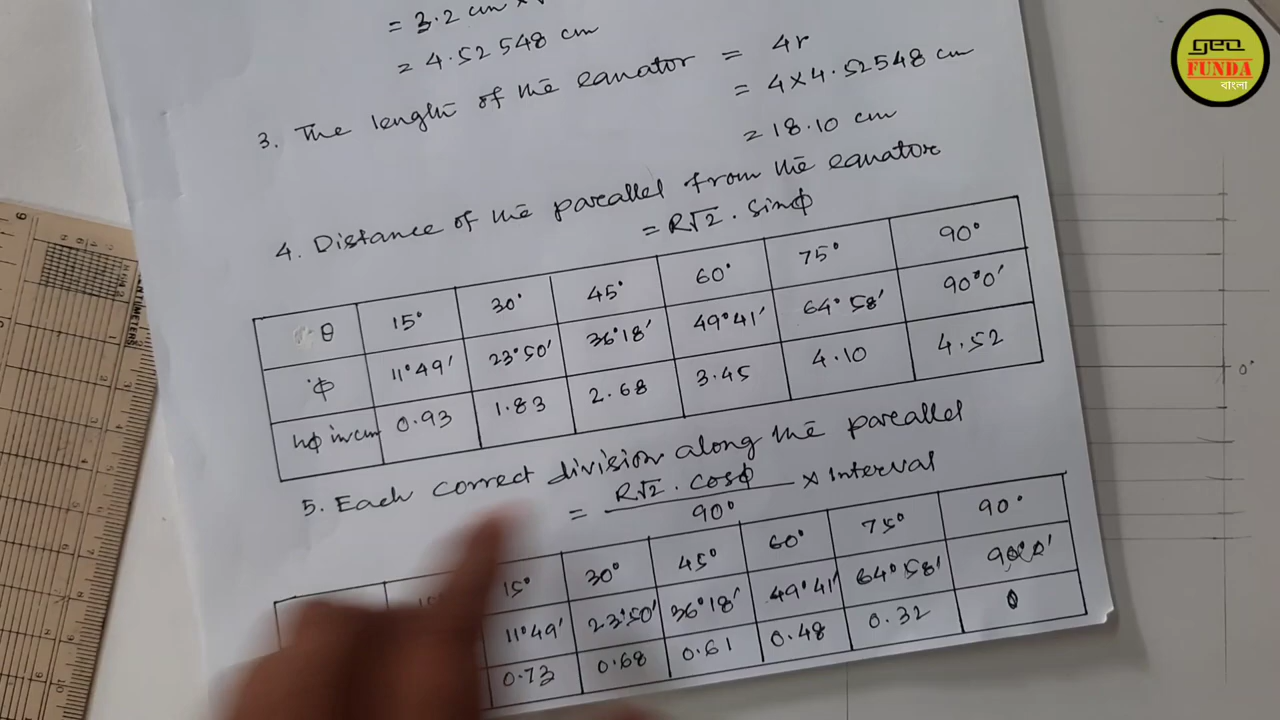 = 3.2 cm ×
= 4.52548 cm
3. The length of the equator = 4r
= 4×4.52548 cm
= 18.10 cm
4. Distance of the parallel from the equator
= R√2 . sinϕ
θ 15° 30° 45° 60° 75° 90°
ϕ 11°49' 23°50' 36°18' 49°41' 64°58' 90°0'
hϕ in cm 0.93 1.83 2.68 3.45 4.10 4.52
5. Each correct division along the parallel
= R√2 . cosϕ / 90° × Interval
15° 30° 45° 60° 75° 90°
11°49' 23°50' 36°18' 49°41' 64°58' 90°0'
0.73 0.68 0.61 0.48 0.32 0
0°
CENTIMETERS
geo
FUNDA
বাংলা